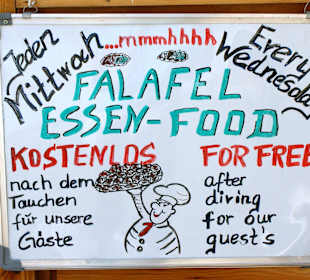 Jeden Mittwoch....mmmhhhh Every Wednesday
FALAFEL
ESSEN-FOOD
KOSTENLOS FOR FREE
nach dem
Tauchen
für unsere
Gäste
after
diving
for our
guest's